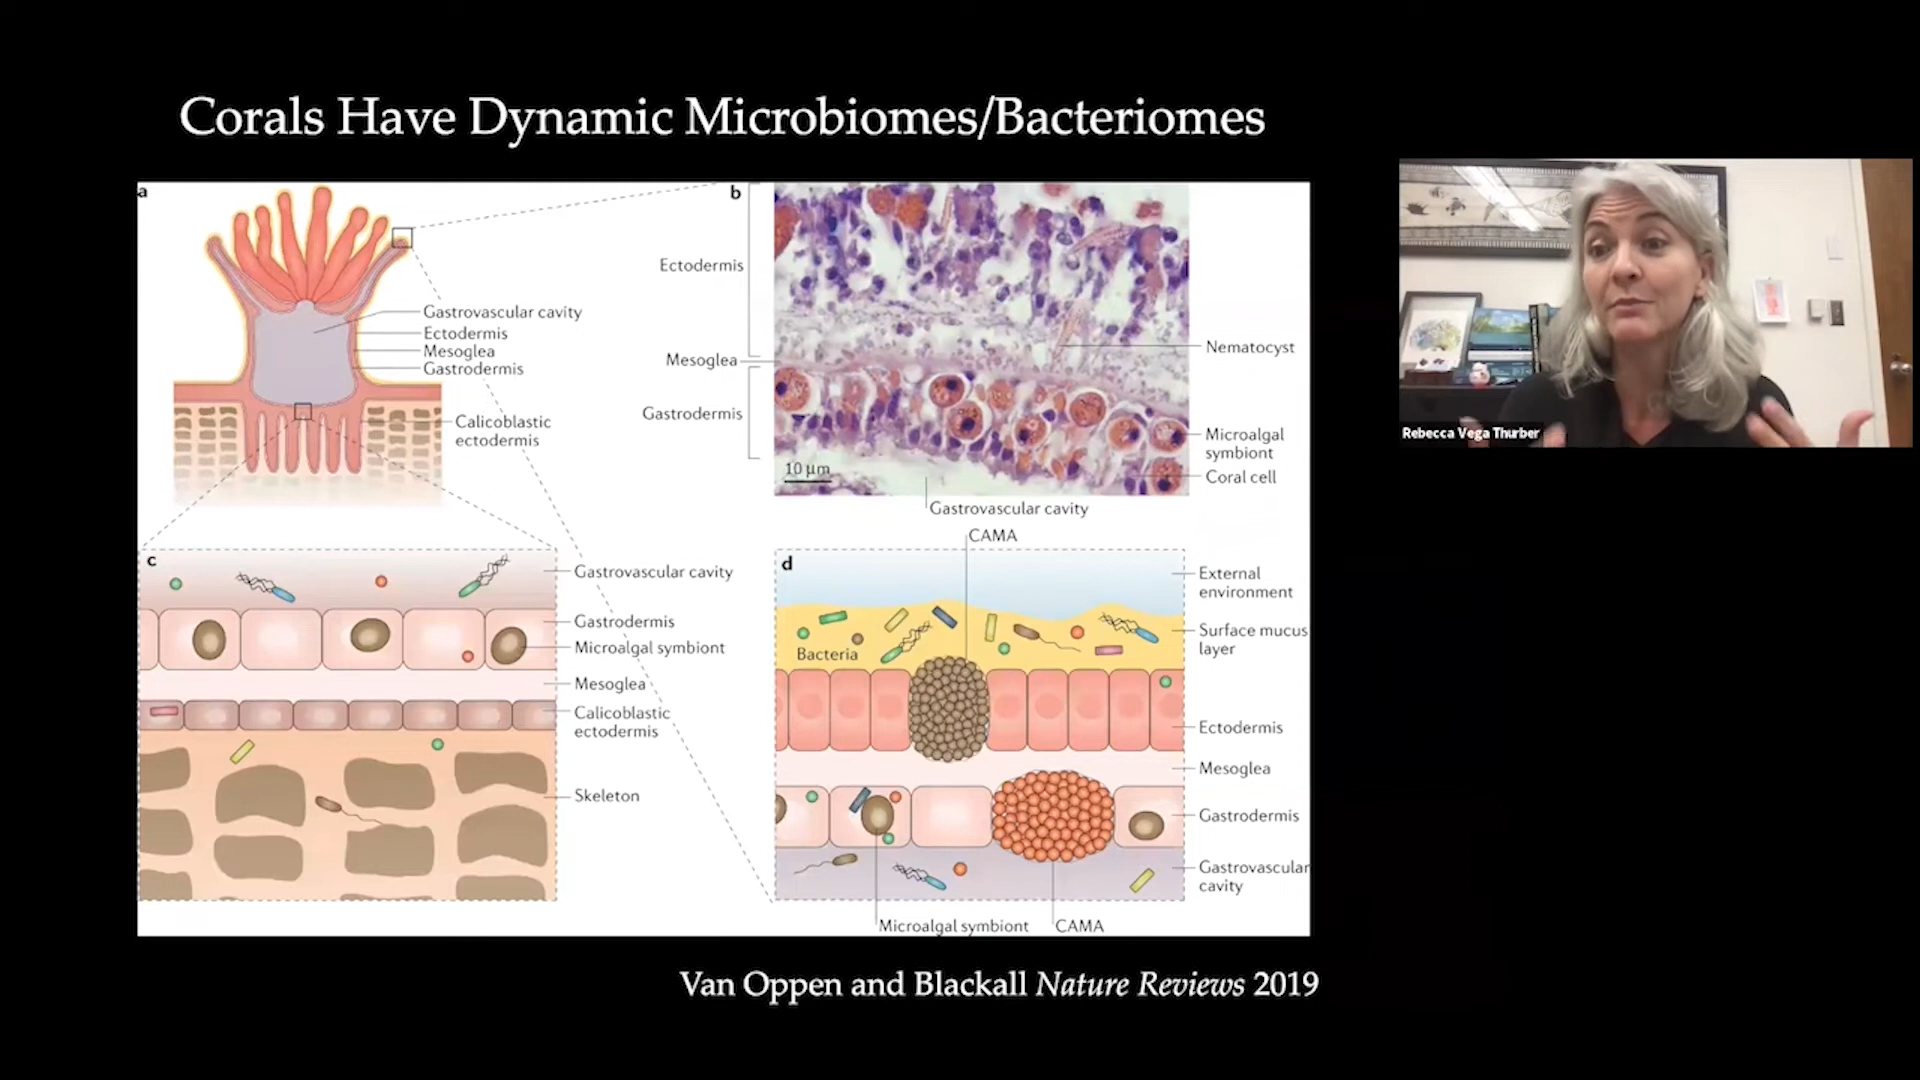 Corals Have Dynamic Microbiomes/Bacteriomes
a
Gastrovascular cavity
Ectodermis
Mesoglea
Gastrodermis
Calicoblastic
ectodermis
b
Ectodermis
Mesoglea
Gastrodermis
10 µm
Nematocyst
Microalgal
symbiont
Coral cell
Gastrovascular cavity
c
Gastrovascular cavity
Gastrodermis
Microalgal symbiont
Mesoglea
Calicoblastic
ectodermis
Skeleton
CAMA
d
External
environment
Surface mucus
layer
Bacteria
Ectodermis
Mesoglea
Gastrodermis
Gastrovascular
cavity
Microalgal symbiont
CAMA
Van Oppen and Blackall Nature Reviews 2019
Rebecca Vega Thurber